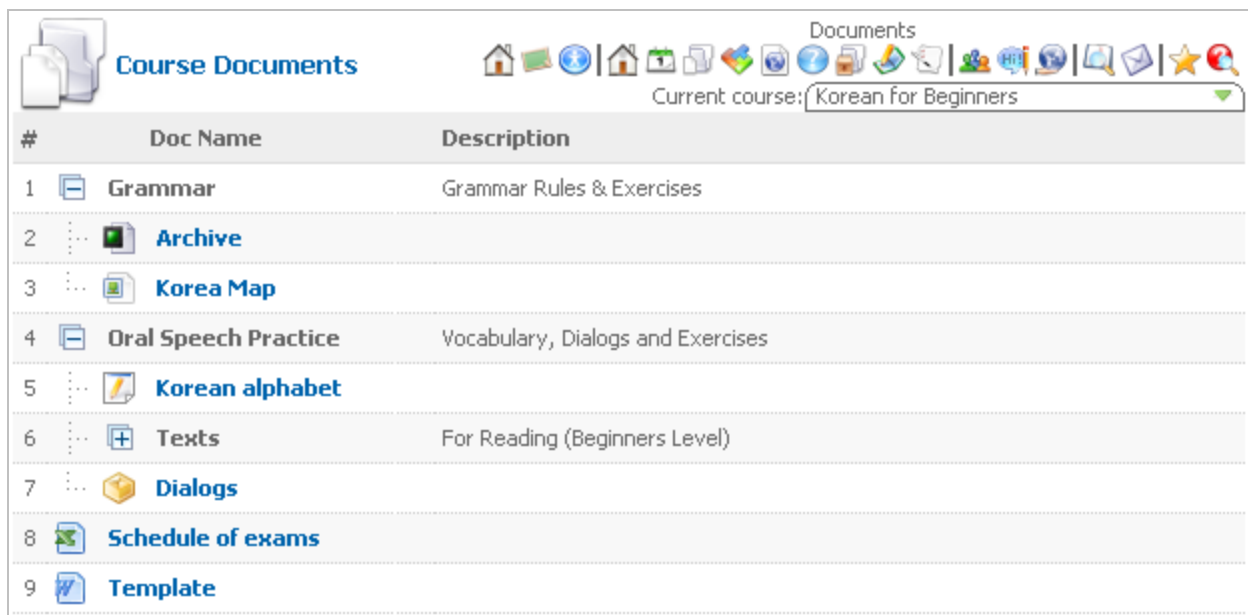 Documents
Course Documents
Current course: Korean for Beginners
# Doc Name Description
1 Grammar Grammar Rules & Exercises
2 Archive
3 Korea Map
4 Oral Speech Practice Vocabulary, Dialogs and Exercises
5 Korean alphabet
6 Texts For Reading (Beginners Level)
7 Dialogs
8 Schedule of exams
9 Template